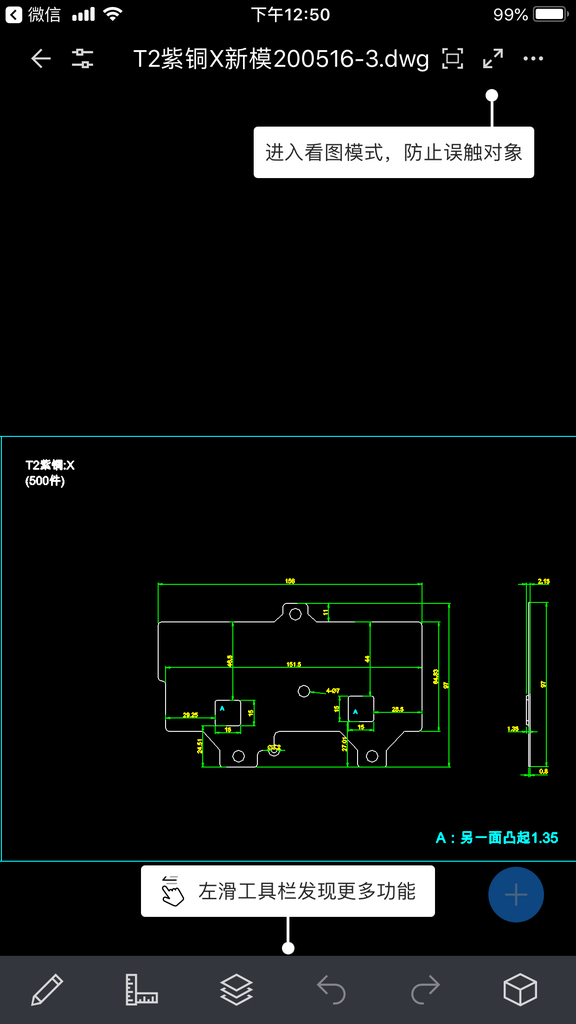 微信
下午12:50
99%
T2紫铜X新模200516-3.dwg
进入看图模式，防止误触对象
T2紫铜:X
(500件)
156
2.15
11
46.5
44
151.5
64.83
97
97
4-Ø7
A
A
15
15
29.25
28.5
15
15
1.35
24.51
27.01
0.8
A：另一面凸起1.35
左滑工具栏发现更多功能